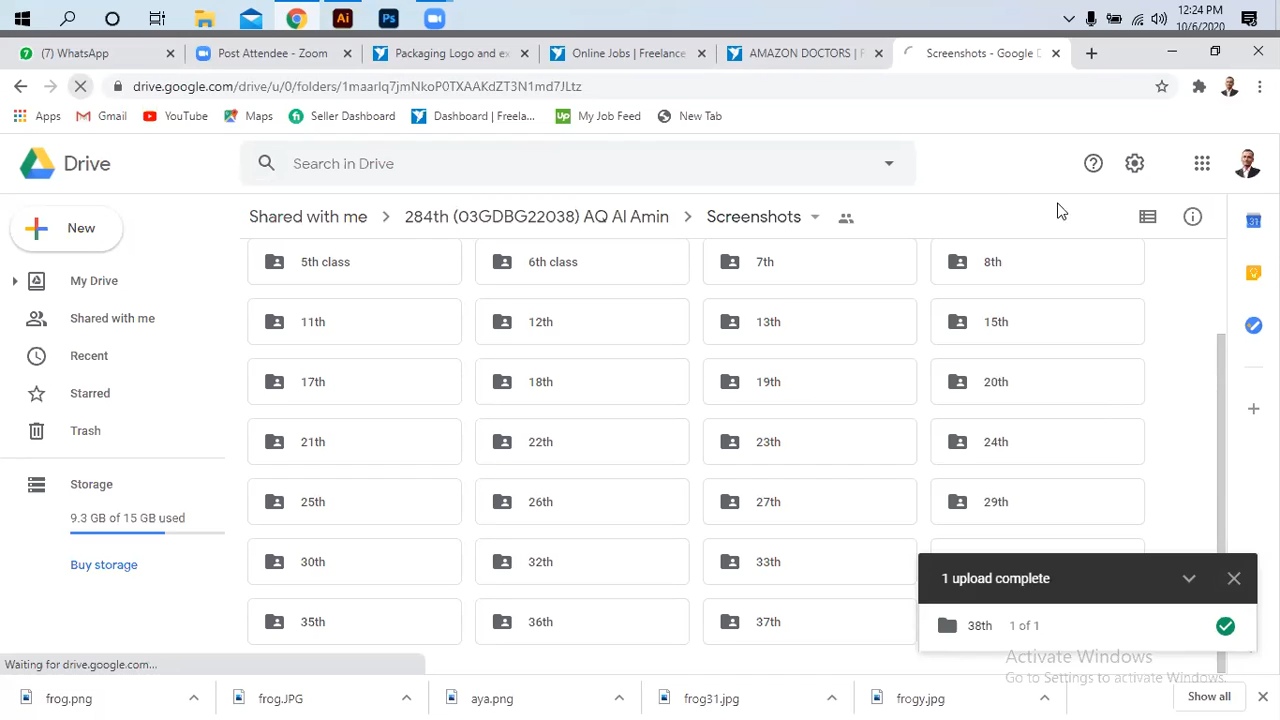 12:24 PM
10/6/2020
(7) WhatsApp
Post Attendee - Zoom
Packaging Logo and ex
Online Jobs | Freelance
AMAZON DOCTORS | F
Screenshots - Google D
drive.google.com/drive/u/0/folders/1maarlq7jmNkoP0TXAAKdZT3N1md7JLtz
Apps
Gmail
YouTube
Maps
Seller Dashboard
Dashboard | Freela...
My Job Feed
New Tab
Drive
Search in Drive
New
Shared with me
284th (03GDBG22038) AQ Al Amin
Screenshots
My Drive
Shared with me
Recent
Starred
Trash
Storage
9.3 GB of 15 GB used
Buy storage
5th class
6th class
7th
8th
11th
12th
13th
15th
17th
18th
19th
20th
21th
22th
23th
24th
25th
26th
27th
29th
30th
32th
33th
35th
36th
37th
31
1 upload complete
38th 1 of 1
Activate Windows
Go to Settings to activate Windows.
Waiting for drive.google.com...
frog.png
frog.JPG
aya.png
frog31.jpg
frogy.jpg
Show all